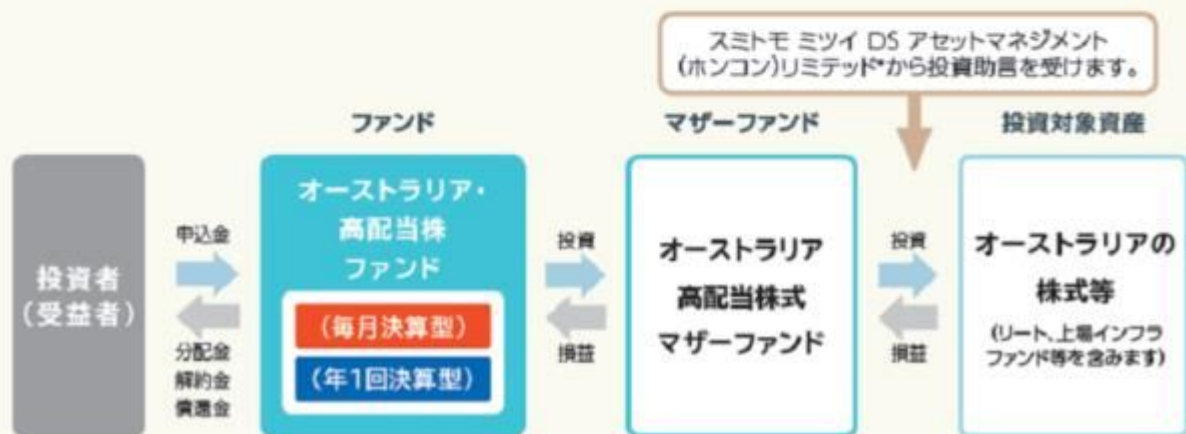 スミトモ ミツイ DS アセットマネジメント
(ホンコン)リミテッド*から投資助言を受けます。
ファンド
マザーファンド
投資対象資産
投資者
(受益者)
申込金
分配金
解約金
償還金
オーストラリア・
高配当株
ファンド
(毎月決算型)
(年1回決算型)
投資
損益
オーストラリア
高配当株式
マザーファンド
投資
損益
オーストラリアの
株式等
(リート、上場インフラ
ファンド等を含みます)